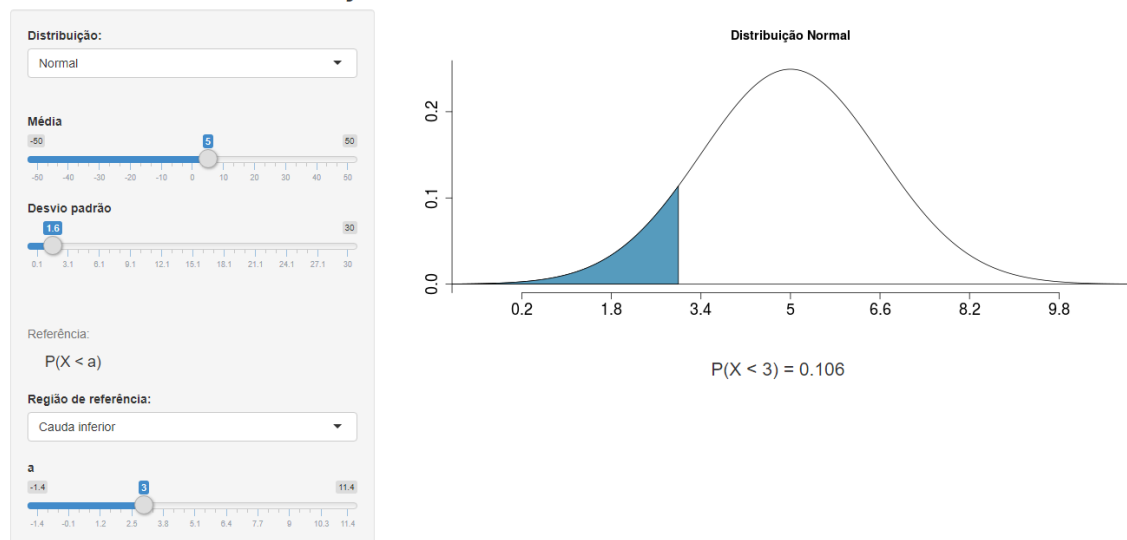 Distribuição:
Normal
Média
-50 5 50
-50 -40 -30 -20 -10 0 10 20 30 40 50
Desvio padrão
1.6 30
0.1 3.1 6.1 9.1 12.1 15.1 18.1 21.1 24.1 27.1 30
Referência:
P(X < a)
Região de referência:
Cauda inferior
a
-1.4 3 11.4
-1.4 -0.1 1.2 2.5 3.8 5.1 6.4 7.7 9 10.3 11.4
Distribuição Normal
0.2
0.1
0.0
0.2 1.8 3.4 5 6.6 8.2 9.8
P(X < 3) = 0.106